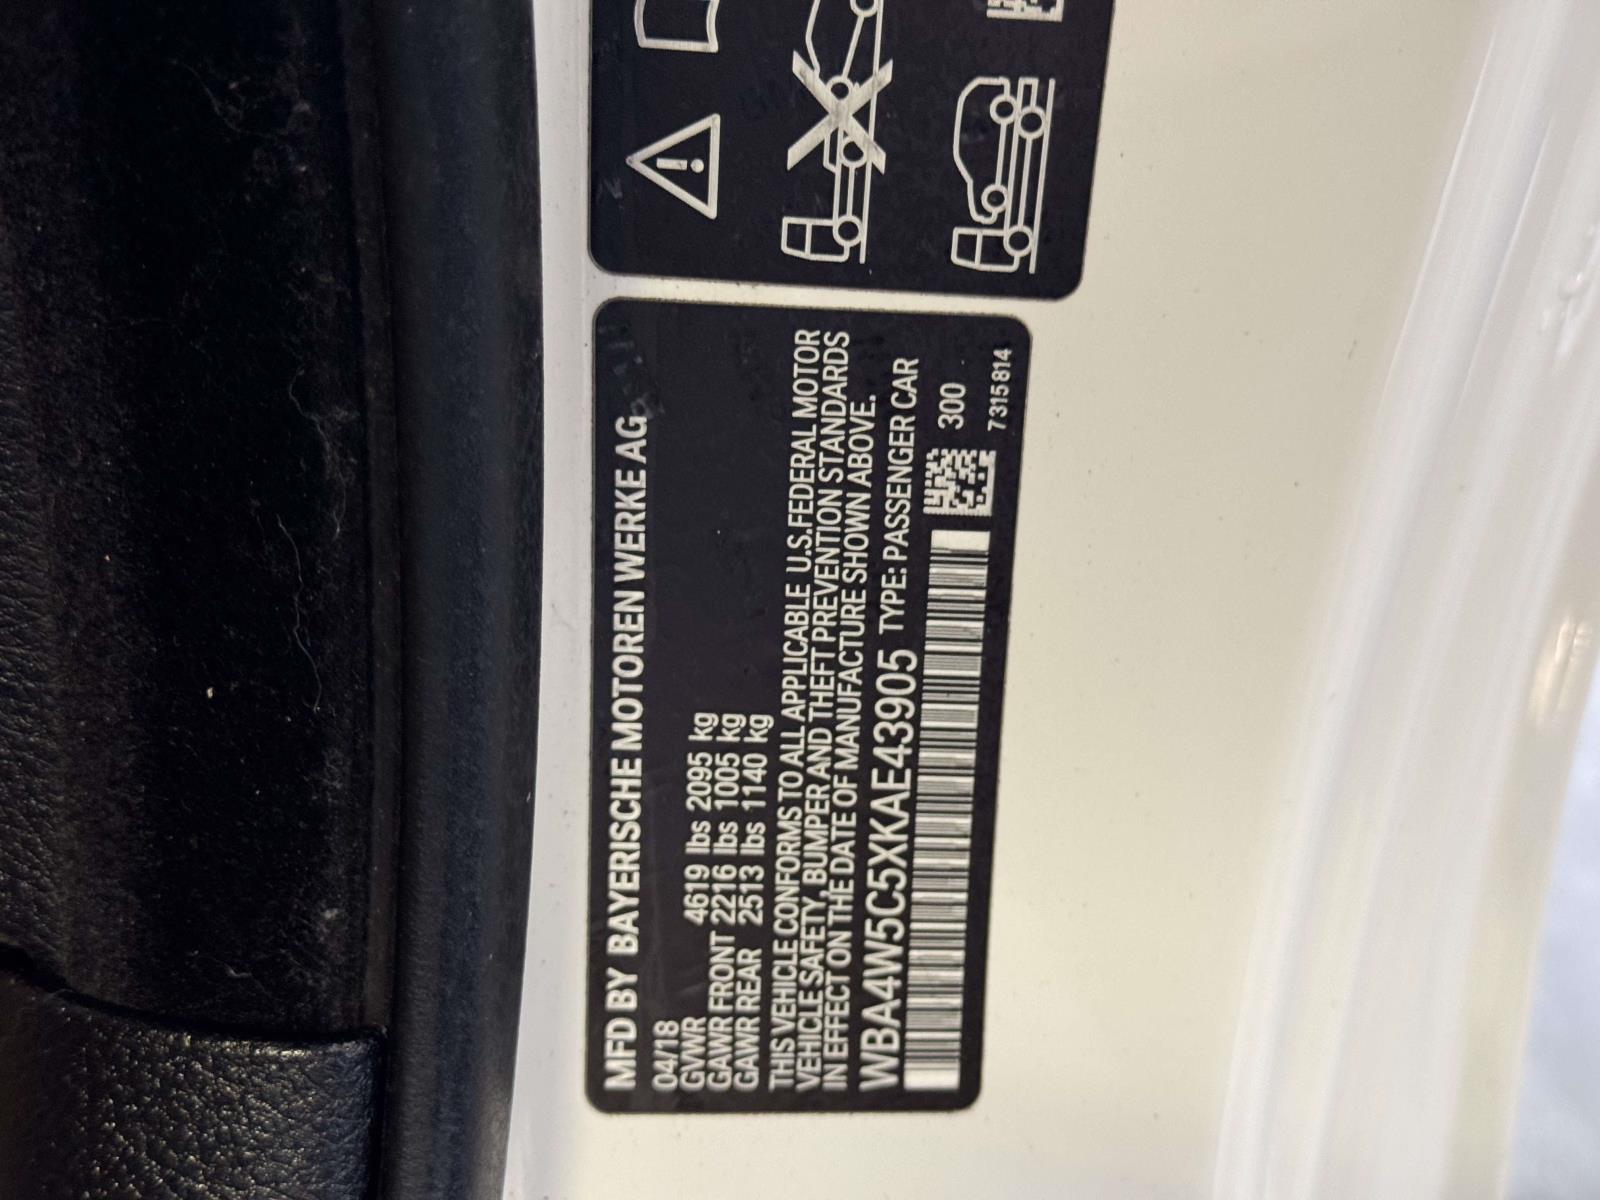 MFD BY BAYERISCHE MOTOREN WERKE AG
04/18
GVWR 4619 lbs 2095 kg
GAWR FRONT 2216 lbs 1005 kg
GAWR REAR 2513 lbs 1140 kg
THIS VEHICLE CONFORMS TO ALL APPLICABLE U.S. FEDERAL MOTOR
VEHICLE SAFETY, BUMPER AND THEFT PREVENTION STANDARDS
IN EFFECT ON THE DATE OF MANUFACTURE SHOWN ABOVE.
WBA4W5C5XKAE43905 TYPE: PASSENGER CAR
300
7315814